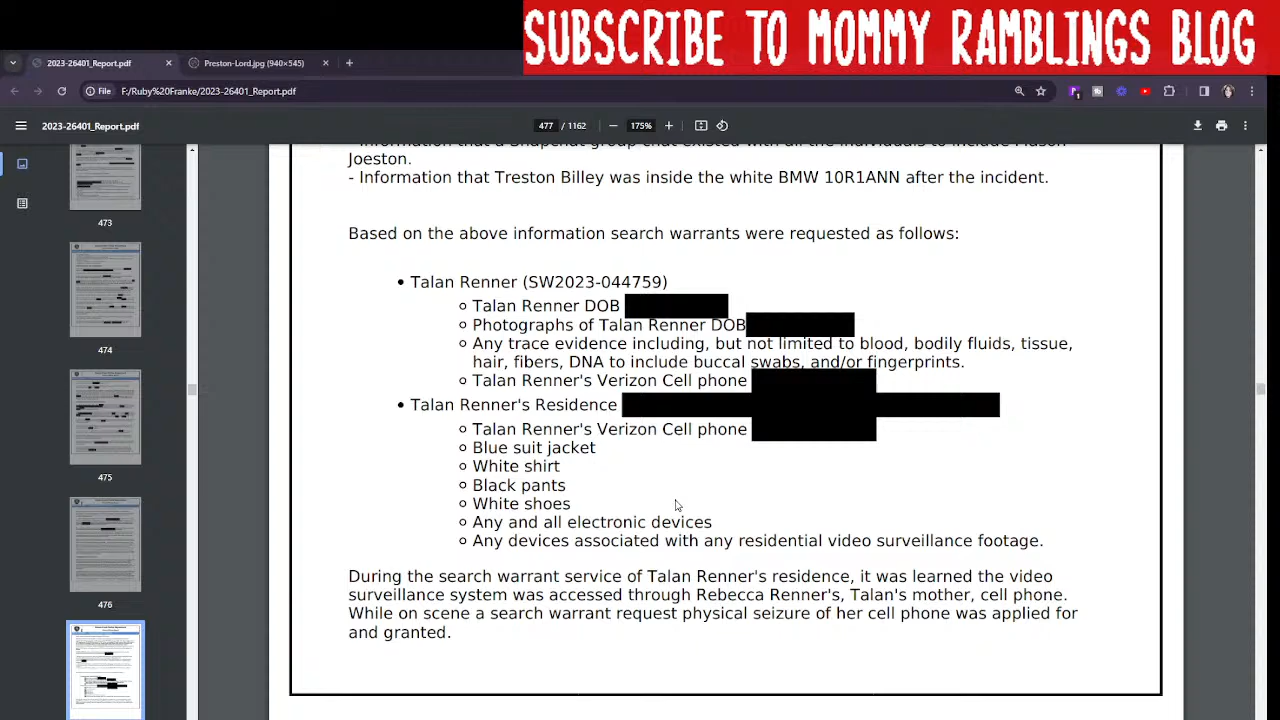 SUBSCRIBE TO MOMMY RAMBLINGS BLOG
2023-26401_Report.pdf
Preston-Lord.jpg (940×545)
File
F:/Ruby%20Franke/2023-26401_Report.pdf
2023-26401_Report.pdf
477 / 1162
175%
Joeston.
- Information that Treston Billey was inside the white BMW 10R1ANN after the incident.
473
Based on the above information search warrants were requested as follows:
• Talan Renner (SW2023-044759)
Talan Renner DOB
Photographs of Talan Renner DOB
474
Any trace evidence including, but not limited to blood, bodily fluids, tissue,
hair, fibers, DNA to include buccal swabs, and/or fingerprints.
Talan Renner's Verizon Cell phone
• Talan Renner's Residence
Talan Renner's Verizon Cell phone
Blue suit jacket
White shirt
475
Black pants
White shoes
Any and all electronic devices
Any devices associated with any residential video surveillance footage.
During the search warrant service of Talan Renner's residence, it was learned the video
surveillance system was accessed through Rebecca Renner's, Talan's mother, cell phone.
476
While on scene a search warrant request physical seizure of her cell phone was applied for
and granted.